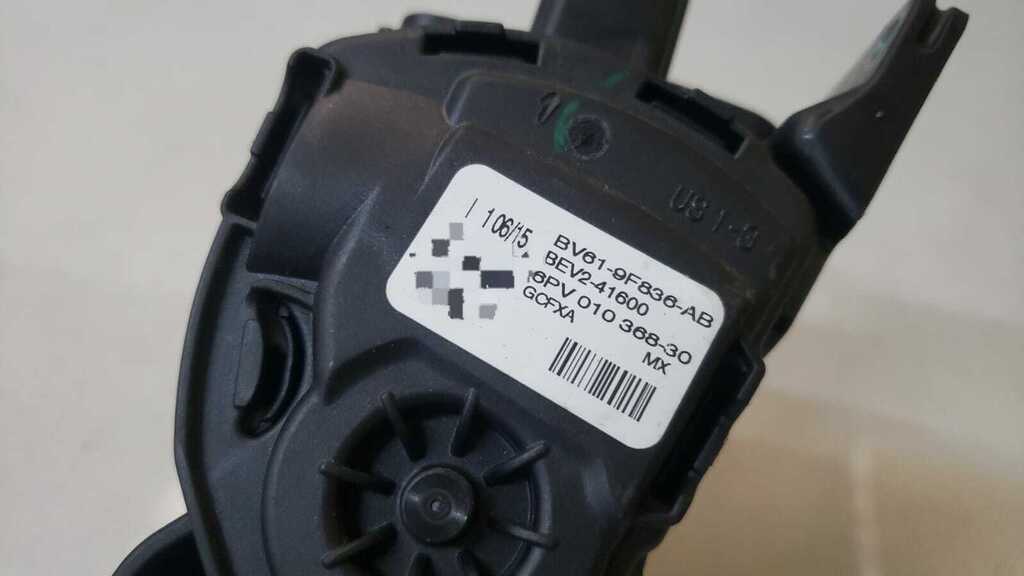 US 1-3
| 106/15
BV61-9F836-AB
BEV2-41600
6PV 010 368-30
GCFXA
MX